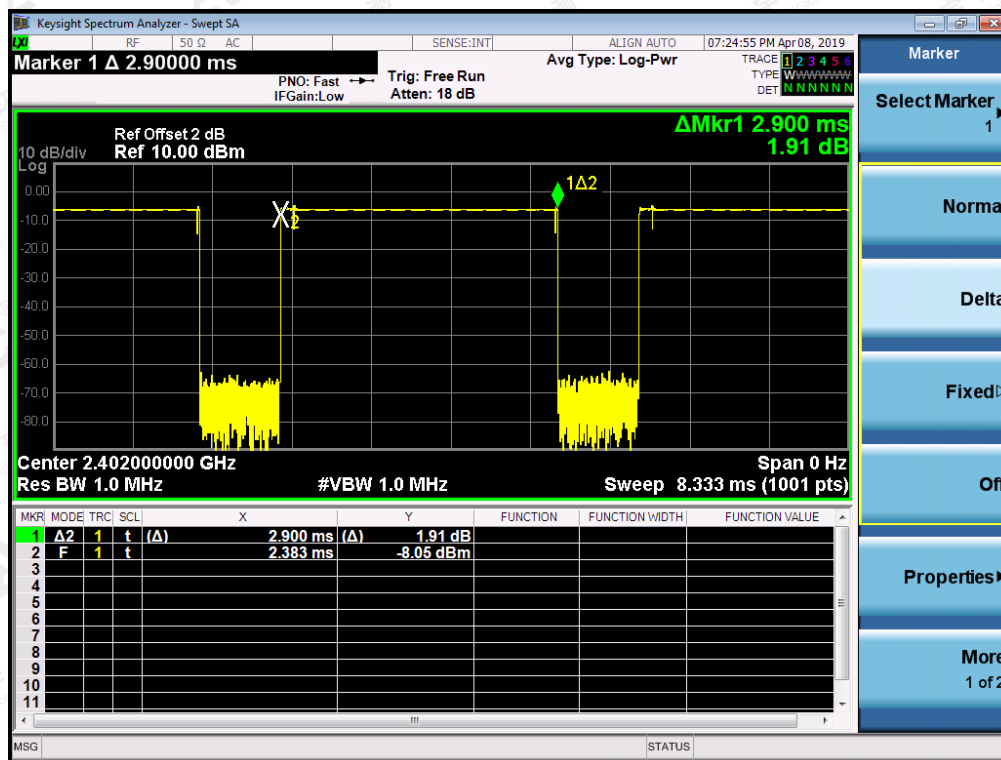 Keysight Spectrum Analyzer - Swept SA
LXI RF 50 Ω AC SENSE:INT ALIGN AUTO 07:24:55 PM Apr 08, 2019
Marker 1 Δ 2.90000 ms
PNO: Fast
IFGain:Low
Trig: Free Run
Atten: 18 dB
Avg Type: Log-Pwr
TRACE 1 2 3 4 5 6
TYPE WWWWWW
DET N N N N N N
ΔMkr1 2.900 ms
1.91 dB
Ref Offset 2 dB
10 dB/div Ref 10.00 dBm
Log
0.00
-10.0
-20.0
-30.0
-40.0
-50.0
-60.0
-70.0
-80.0
1Δ2
2
Center 2.402000000 GHz Span 0 Hz
Res BW 1.0 MHz #VBW 1.0 MHz Sweep 8.333 ms (1001 pts)
MKR MODE TRC SCL X Y FUNCTION FUNCTION WIDTH FUNCTION VALUE
1 Δ2 1 t (Δ) 2.900 ms (Δ) 1.91 dB
2 F 1 t 2.383 ms -8.05 dBm
3
4
5
6
7
8
9
10
11
MSG STATUS
Marker
Select Marker
1
Norma
Delta
Fixed
Off
Properties
More
1 of 2